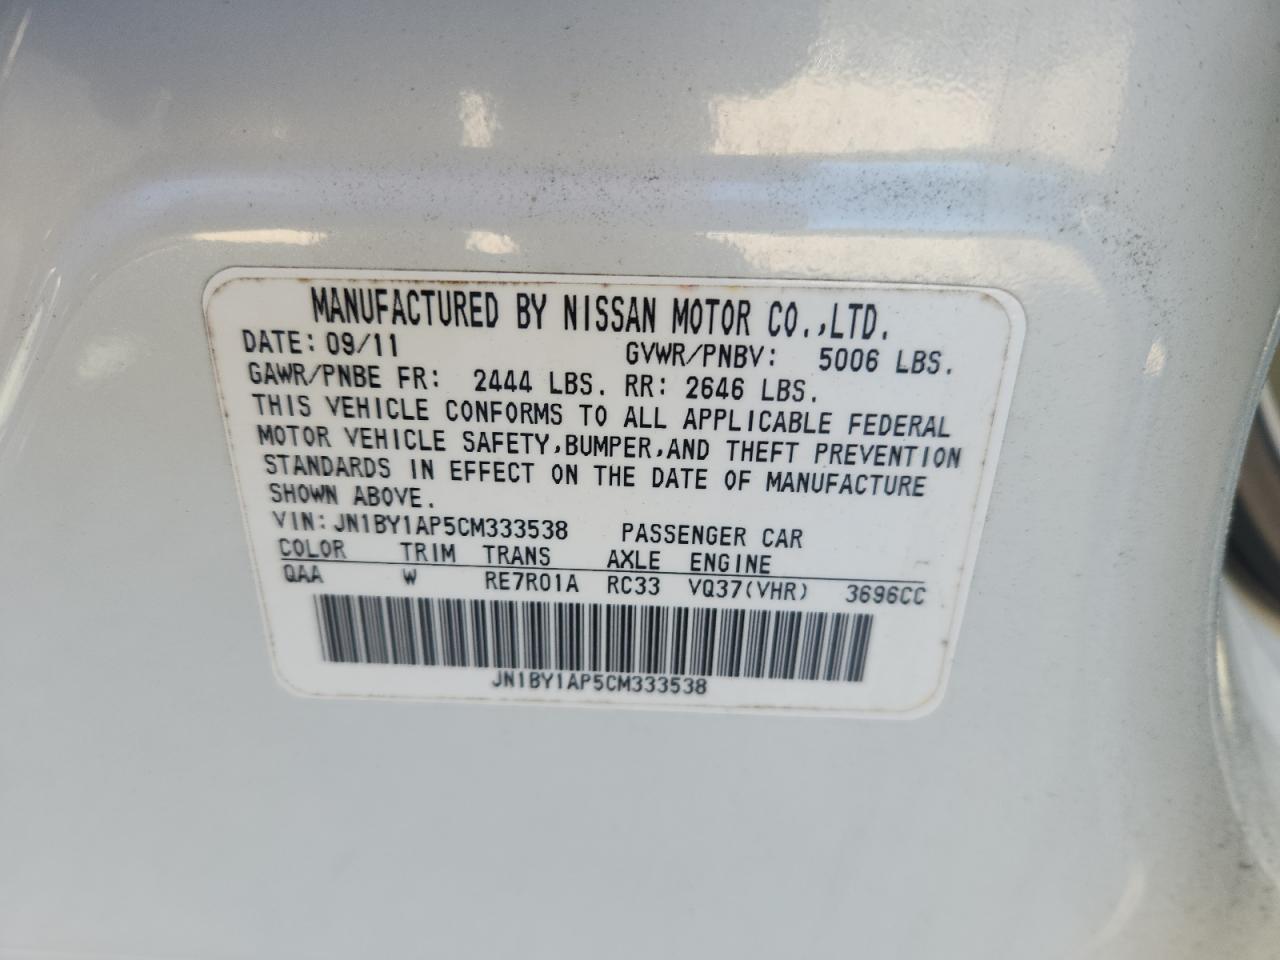 MANUFACTURED BY NISSAN MOTOR CO.,LTD.
DATE: 09/11 GVWR/PNBV: 5006 LBS.
GAWR/PNBE FR: 2444 LBS. RR: 2646 LBS.
THIS VEHICLE CONFORMS TO ALL APPLICABLE FEDERAL
MOTOR VEHICLE SAFETY,BUMPER,AND THEFT PREVENTION
STANDARDS IN EFFECT ON THE DATE OF MANUFACTURE
SHOWN ABOVE.
VIN: JN1BY1AP5CM333538 PASSENGER CAR
COLOR TRIM TRANS AXLE ENGINE
QAA W RE7R01A RC33 VQ37(VHR) 3696CC
JN1BY1AP5CM333538